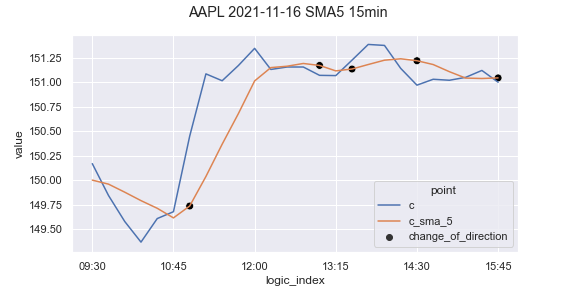 AAPL 2021-11-16 SMA5 15min
151.25
151.00
150.75
150.50
150.25
150.00
149.75
149.50
value
point
c
c_sma_5
change_of_direction
09:30 10:45 12:00 13:15 14:30 15:45
logic_index